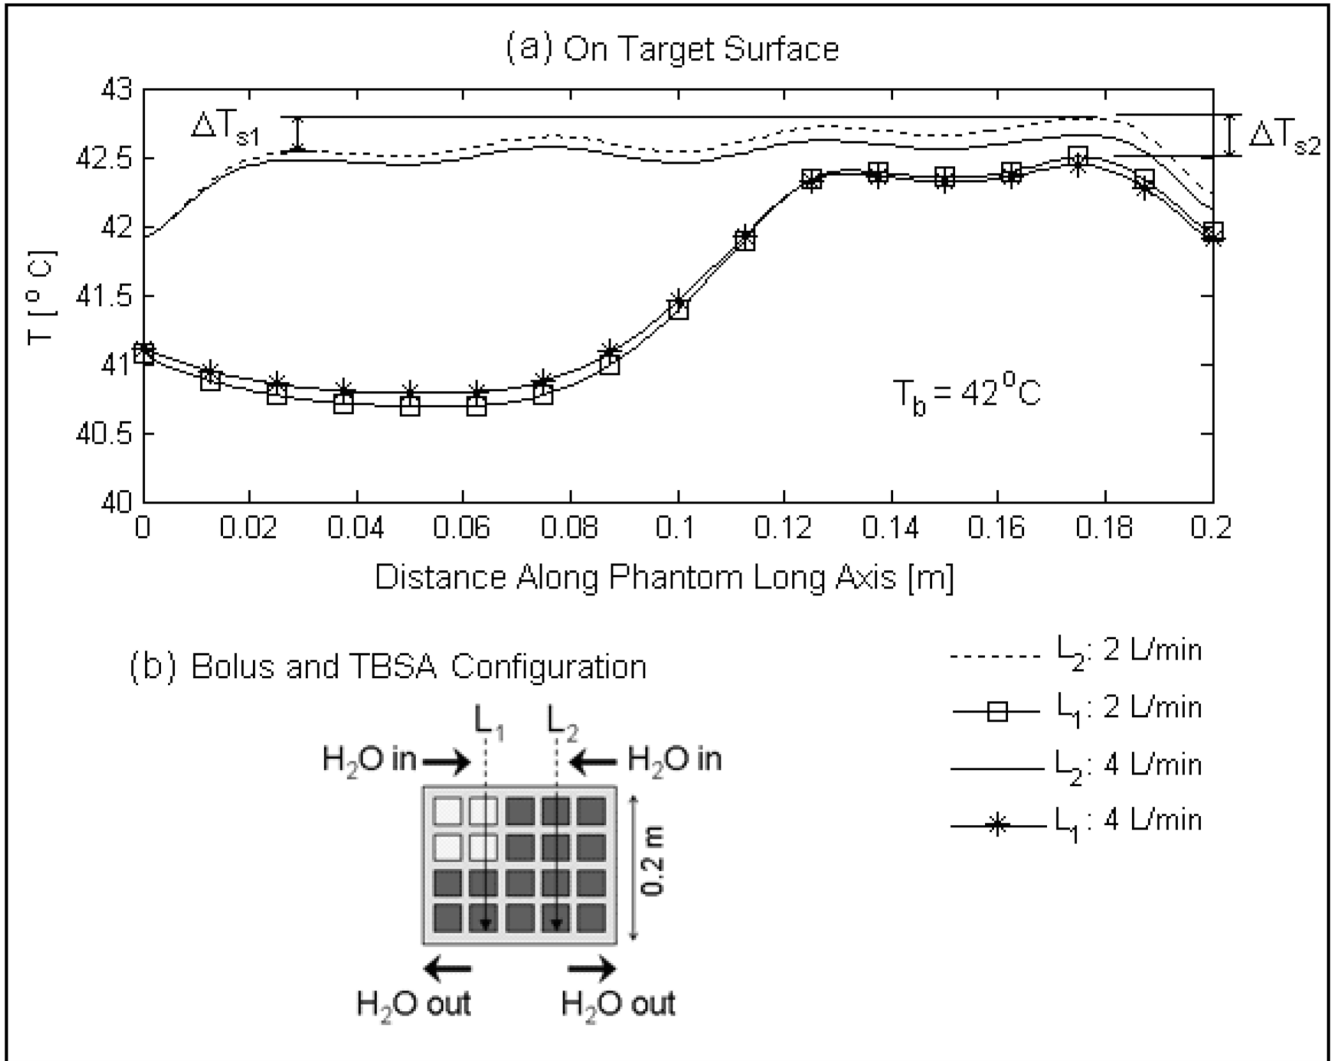 (a) On Target Surface
43
42.5
42
41.5
41
40.5
40
ΔTs1
ΔTs2
T [ºC]
Tb = 42ºC
0 0.02 0.04 0.06 0.08 0.1 0.12 0.14 0.16 0.18 0.2
Distance Along Phantom Long Axis [m]
(b) Bolus and TBSA Configuration
L1 L2
H2O in H2O in
0.2 m
H2O out H2O out
L2: 2 L/min
L1: 2 L/min
L2: 4 L/min
L1: 4 L/min